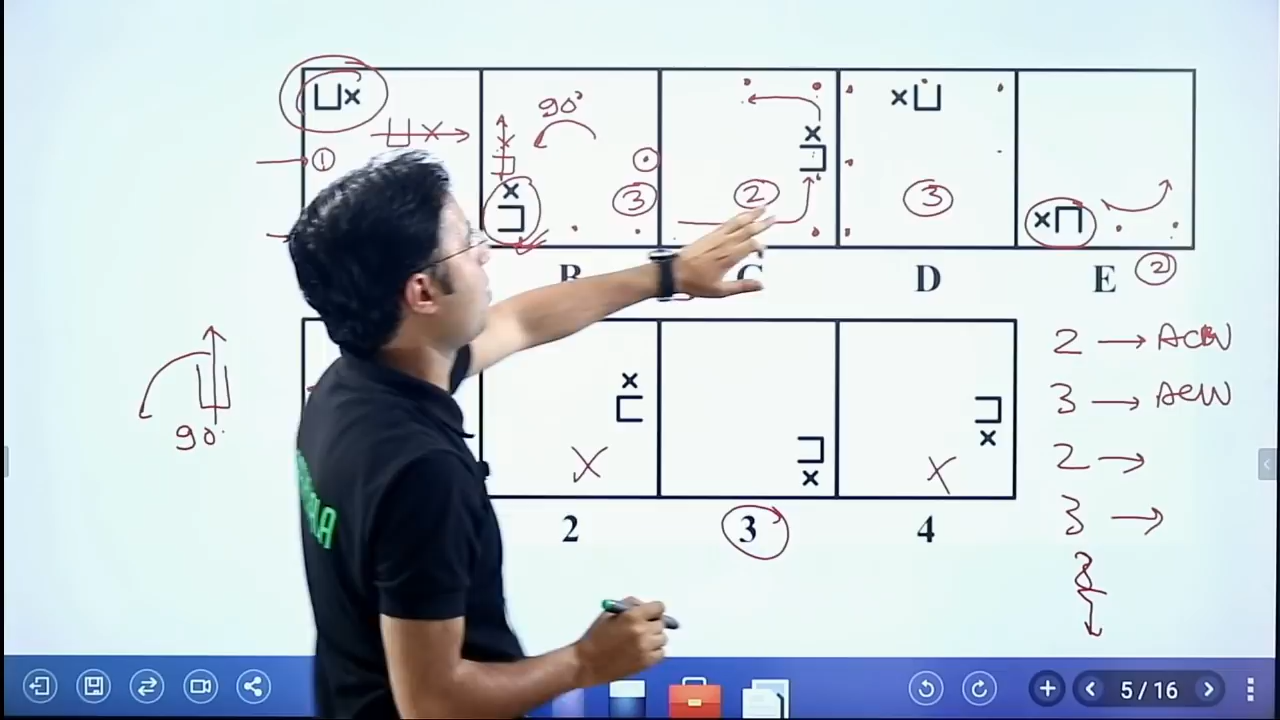 90°
1
3
2
3
B C D E
2
2 → ACW
3 → ACW
2 →
3 →
90°
2 3 4
5 / 16